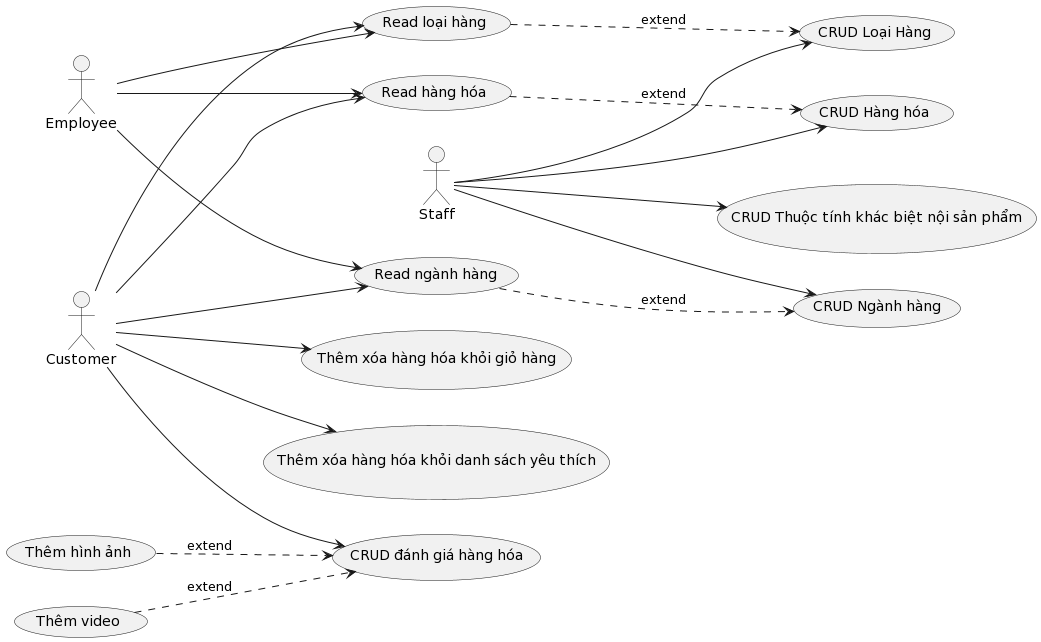 Read loại hàng
extend
CRUD Loại Hàng
Employee
Read hàng hóa
extend
CRUD Hàng hóa
Staff
CRUD Thuộc tính khác biệt nội sản phẩm
Read ngành hàng
extend
CRUD Ngành hàng
Customer
Thêm xóa hàng hóa khỏi giỏ hàng
Thêm xóa hàng hóa khỏi danh sách yêu thích
Thêm hình ảnh
extend
CRUD đánh giá hàng hóa
extend
Thêm video